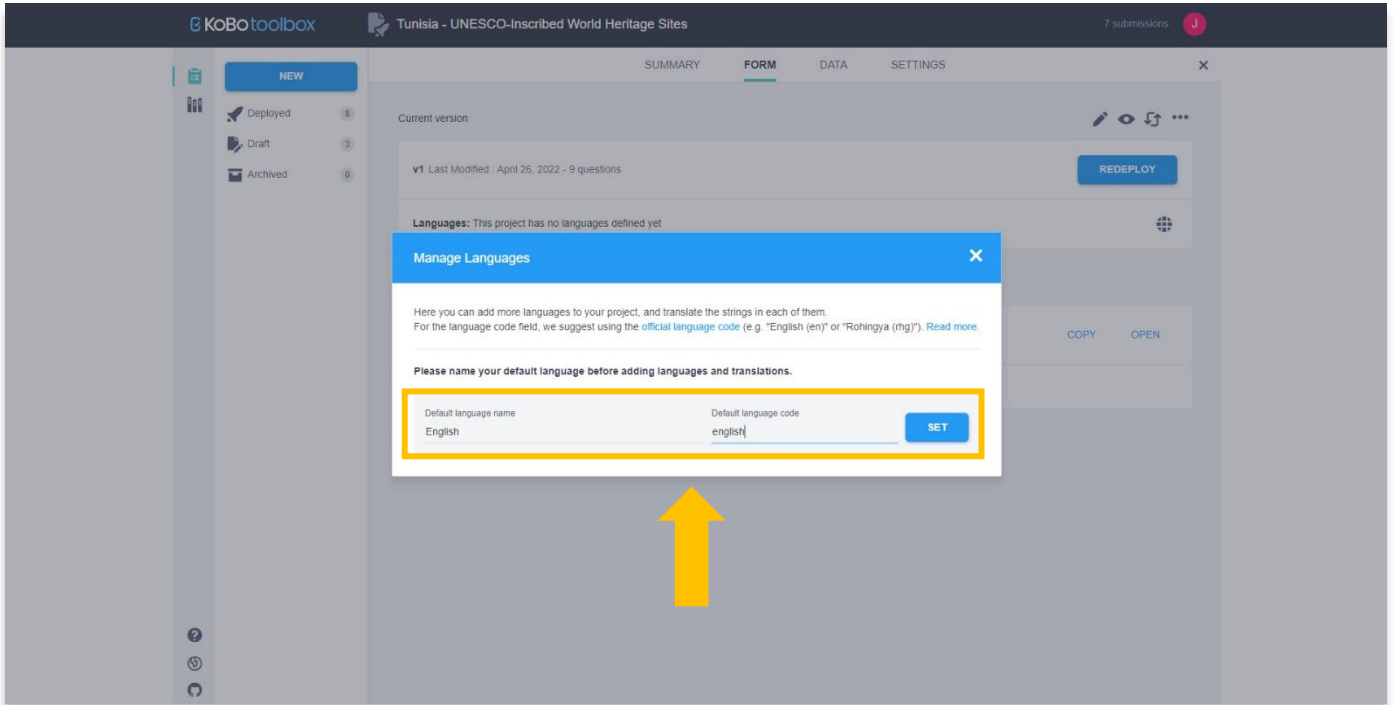 KOBO toolbox
Tunisia - UNESCO-Inscribed World Heritage Sites
7 submissions
J
SUMMARY FORM DATA SETTINGS
NEW
Deployed 8
Draft 3
Archived 0
Current version
v1 Last Modified : April 26, 2022 - 9 questions
REDEPLOY
Languages: This project has no languages defined yet
Manage Languages
Here you can add more languages to your project, and translate the strings in each of them.
For the language code field, we suggest using the official language code (e.g. "English (en)" or "Rohingya (rhg)"). Read more.
COPY OPEN
Please name your default language before adding languages and translations.
Default language name Default language code
English english
SET